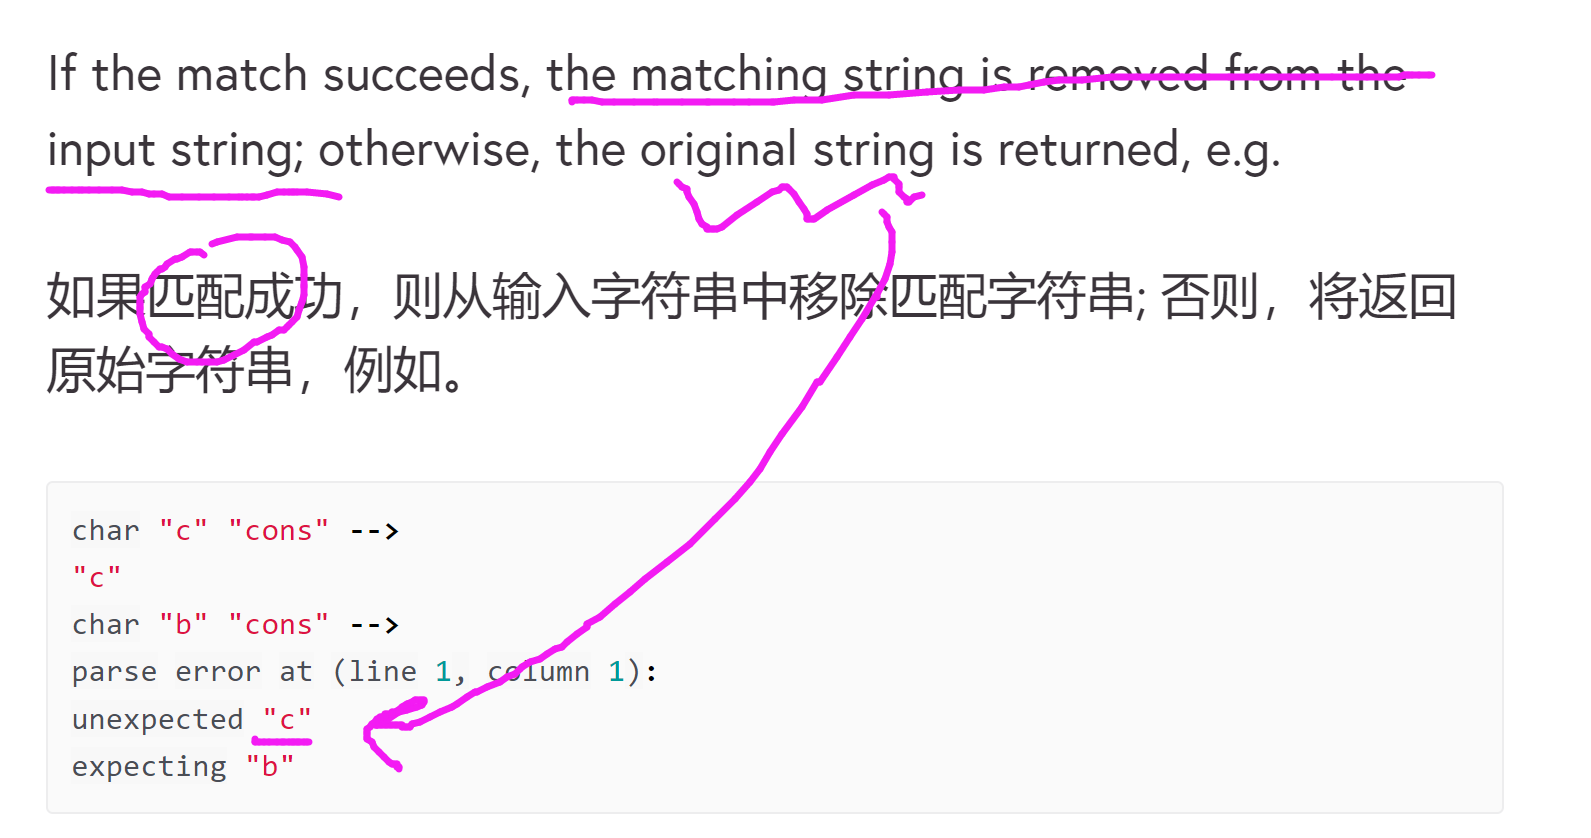 If the match succeeds, the matching string is removed from the
input string; otherwise, the original string is returned, e.g.
如果匹配成功，则从输入字符串中移除匹配字符串; 否则，将返回
原始字符串，例如。
char "c" "cons" -->
"c"
char "b" "cons" -->
parse error at (line 1, column 1):
unexpected "c"
expecting "b"